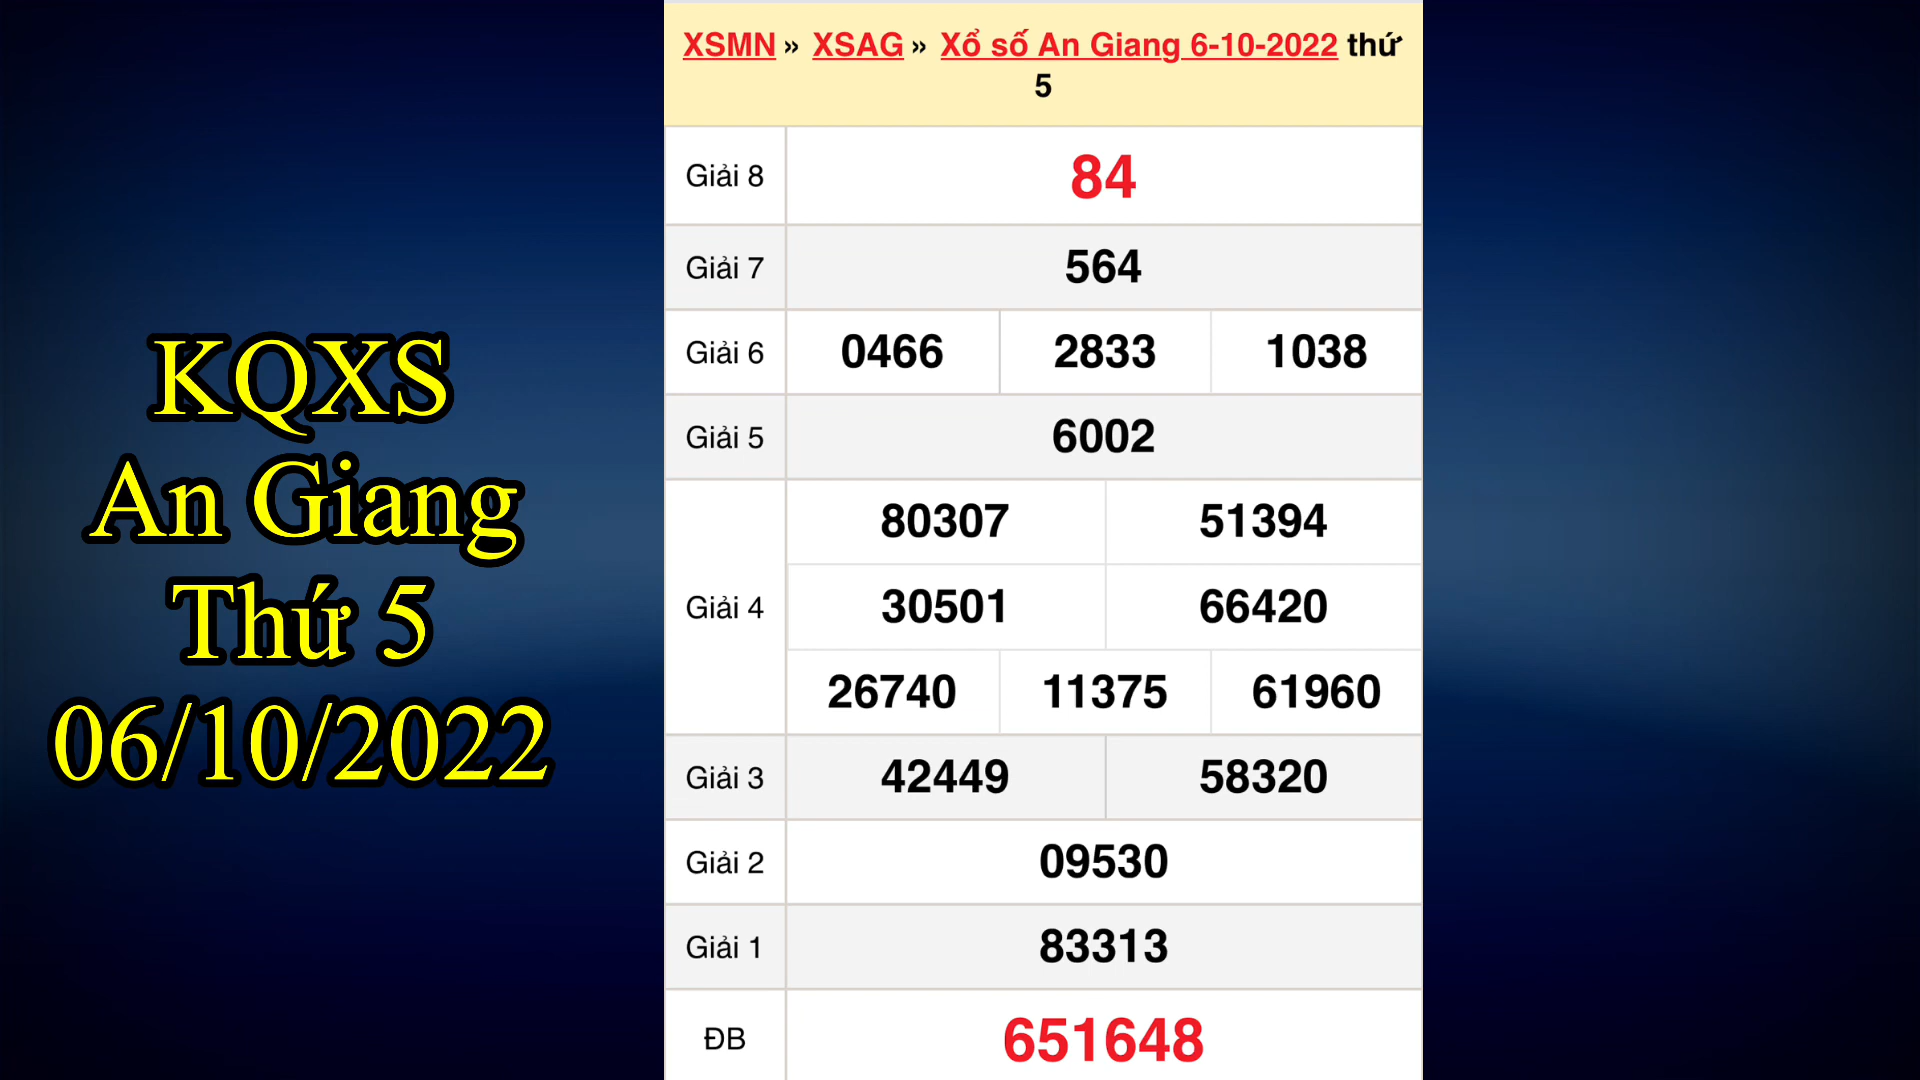 KQXS
An Giang
Thứ 5
06/10/2022
XSMN » XSAG » Xổ số An Giang 6-10-2022 thứ
5
Giải 8 84
Giải 7 564
Giải 6 0466 2833 1038
Giải 5 6002
Giải 4
80307 51394
30501 66420
26740 11375 61960
Giải 3 42449 58320
Giải 2 09530
Giải 1 83313
ĐB 651648